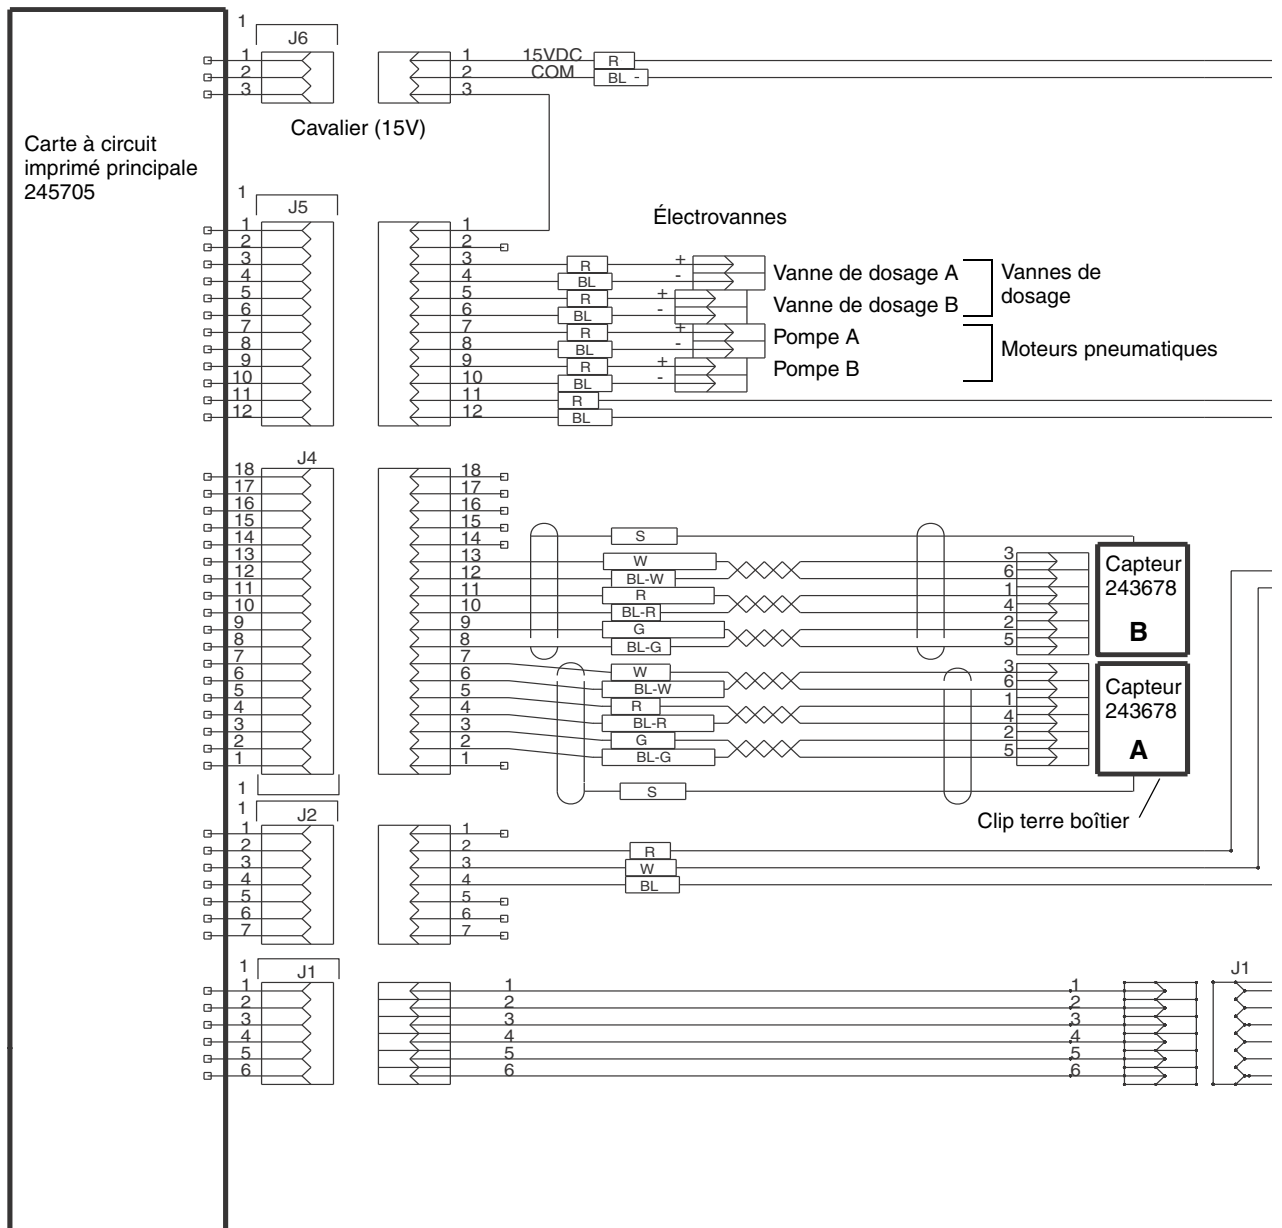 1
J6
1 1 15VDC R
2 2 COM BL -
3 3
Cavalier (15V)
Carte à circuit
imprimé principale
245705
1
J5
Électrovannes
1 1
2 2
3 3 R +
4 4 BL - Vanne de dosage A
5 5 R +
6 6 BL - Vanne de dosage B
Vannes de
dosage
7 7 R + Pompe A
8 8 BL -
9 9 R + Pompe B
10 10 BL -
Moteurs pneumatiques
11 11 R
12 12 BL
J4
18 18
17 17
16 16
15 15
14 14
S
13 13 W 3
12 12 BL-W 6
11 11 R 1
10 10 BL-R 4
9 9 G 2
8 8 BL-G 5
Capteur
243678
B
7 7 W 3
6 6 BL-W 6
5 5 R 1
4 4 BL-R 4
3 3 G 2
2 2 BL-G 5
1 1
Capteur
243678
A
1
S
Clip terre boîtier
1
J2
1 1
2 2 R
3 3 W
4 4 BL
5 5
6 6
7 7
1
J1 J1
1 1 1
2 2 2
3 3 3
4 4 4
5 5 5
6 6 6